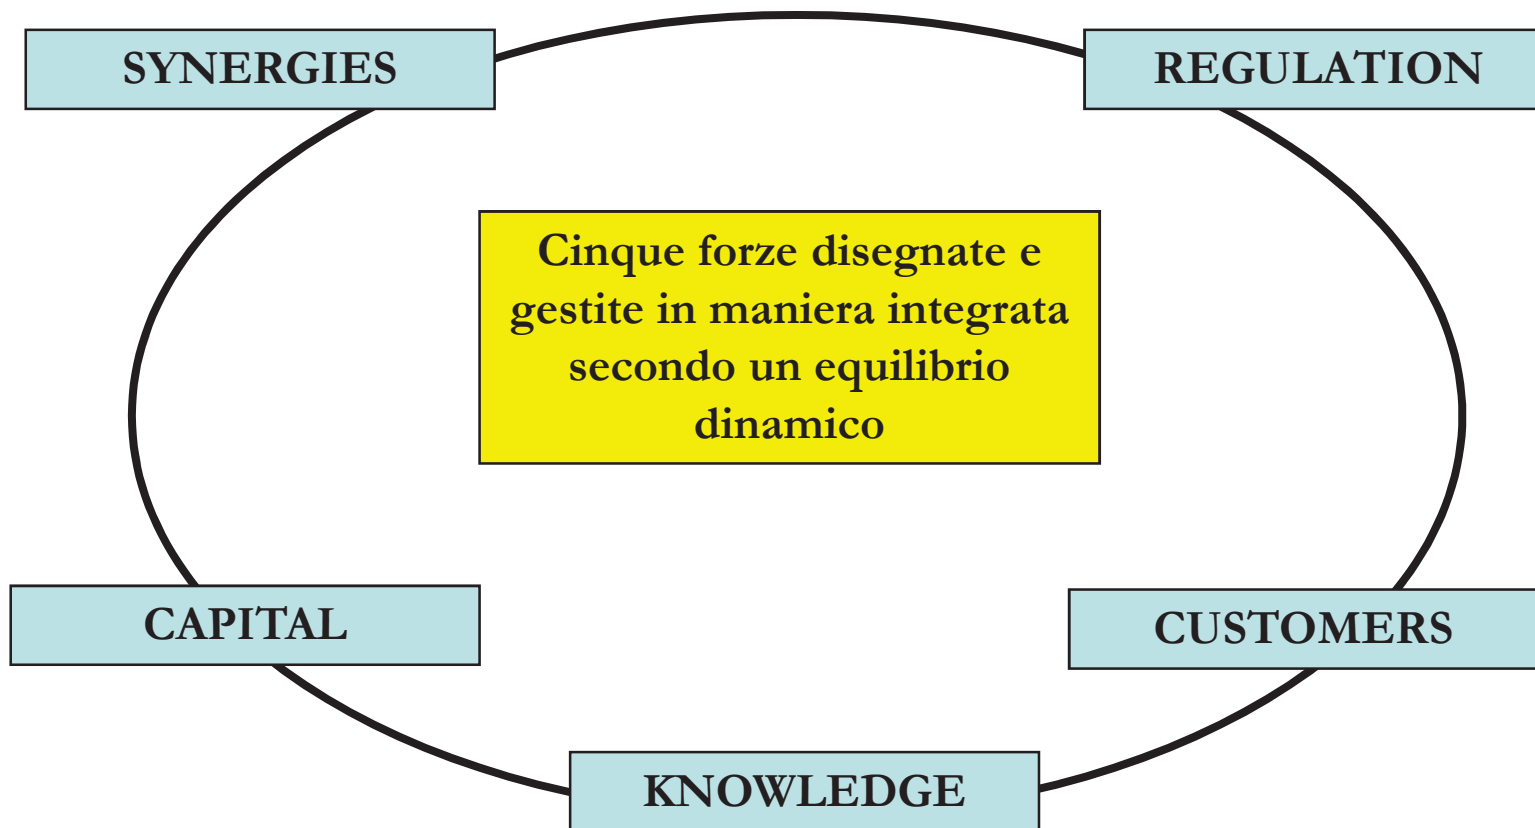 SYNERGIES
REGULATION
Cinque forze disegnate e
gestite in maniera integrata
secondo un equilibrio
dinamico
CAPITAL
CUSTOMERS
KNOWLEDGE